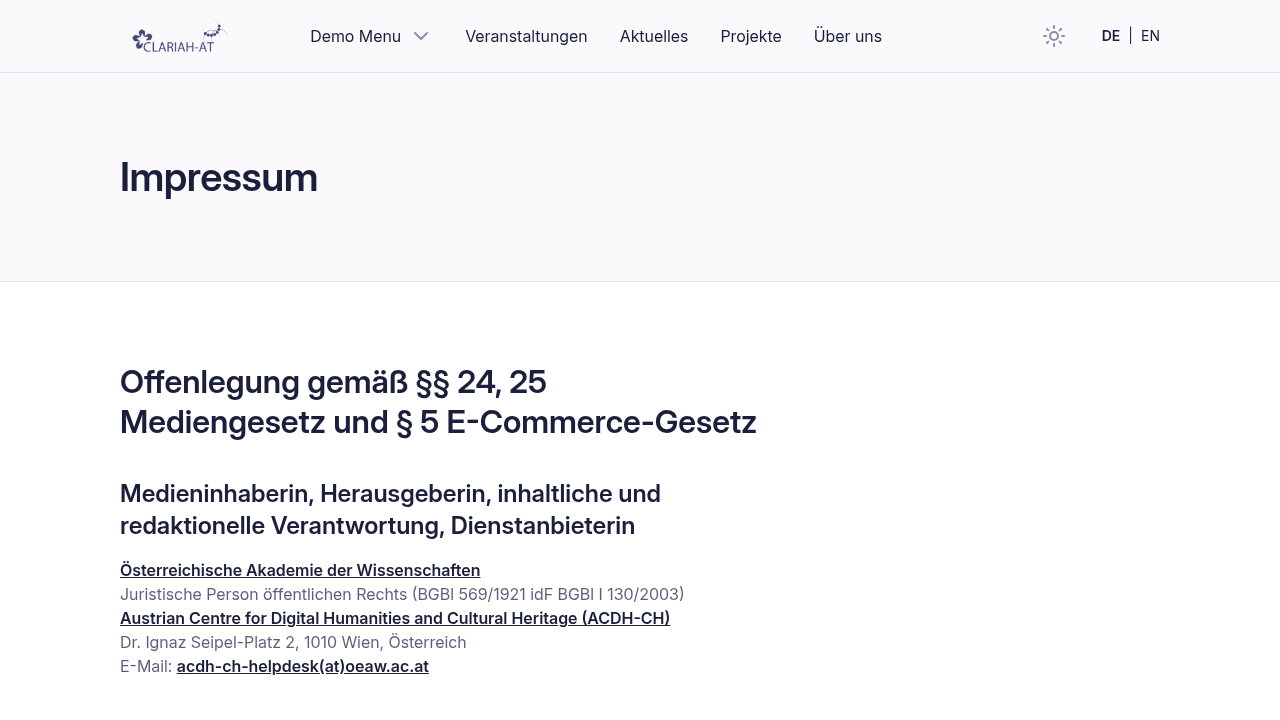 CLARIAH-AT
Demo Menu
Veranstaltungen
Aktuelles
Projekte
Über uns
DE | EN
Impressum
Offenlegung gemäß §§ 24, 25
Mediengesetz und § 5 E-Commerce-Gesetz
Medieninhaberin, Herausgeberin, inhaltliche und
redaktionelle Verantwortung, Dienstanbieterin
Österreichische Akademie der Wissenschaften
Juristische Person öffentlichen Rechts (BGBl 569/1921 idF BGBl I 130/2003)
Austrian Centre for Digital Humanities and Cultural Heritage (ACDH-CH)
Dr. Ignaz Seipel-Platz 2, 1010 Wien, Österreich
E-Mail: acdh-ch-helpdesk(at)oeaw.ac.at